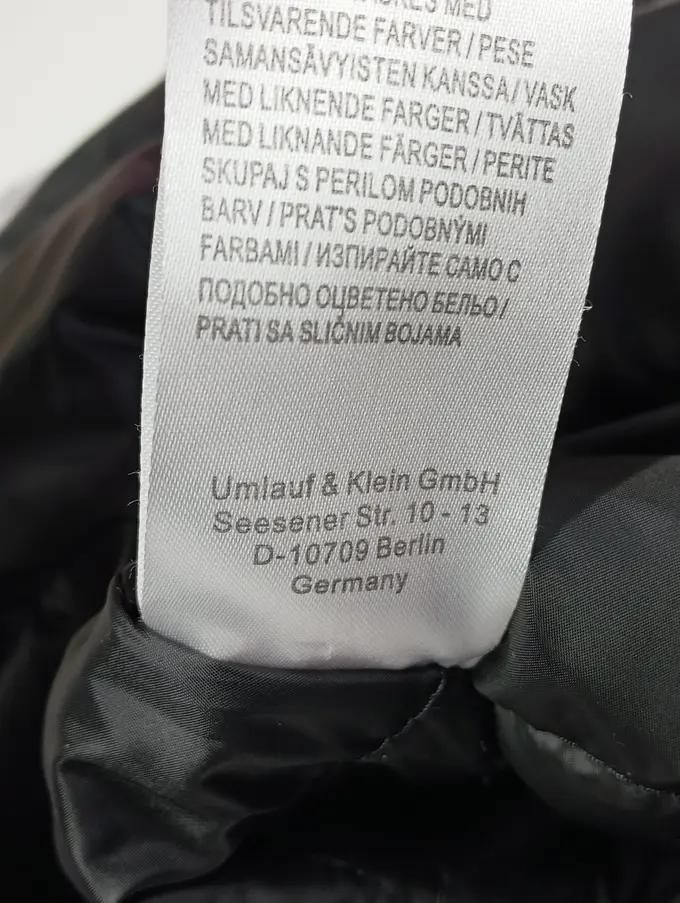 MED
TILSVARENDE FARVER / PESE
SAMANSÄVYISTEN KANSSA / VASK
MED LIKNENDE FARGER / TVÄTTAS
MED LIKNANDE FÄRGER / PERITE
SKUPAJ S PERILOM PODOBNIH
BARV / PRAT'S PODOBNÝMI
FARBAMI / ИЗПИРАЙТЕ САМО С
ПОДОБНО ОЦВЕТЕНО БЕЛЬО /
PRATI SA SLIČNIM BOJAMA
Umlauf & Klein GmbH
Seesener Str. 10 - 13
D-10709 Berlin
Germany